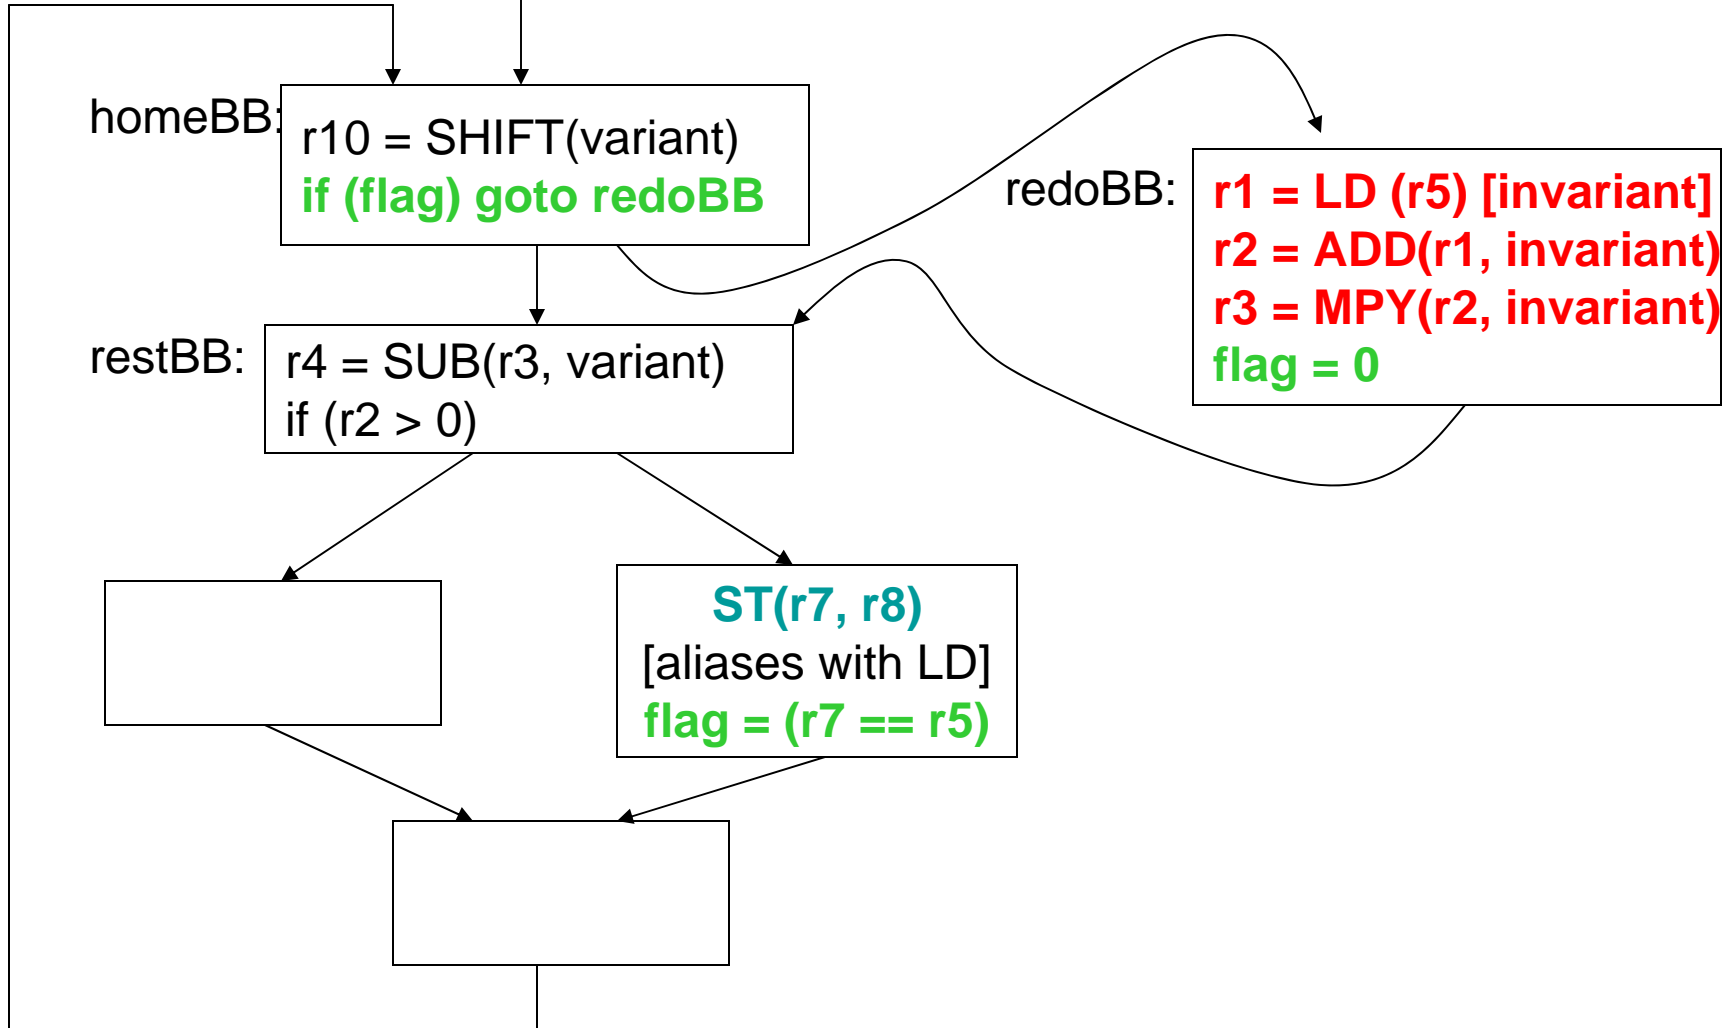 homeBB:
r10 = SHIFT(variant)
if (flag) goto redoBB
redoBB:
r1 = LD (r5) [invariant]
r2 = ADD(r1, invariant)
r3 = MPY(r2, invariant)
flag = 0
restBB:
r4 = SUB(r3, variant)
if (r2 > 0)
ST(r7, r8)
[aliases with LD]
flag = (r7 == r5)